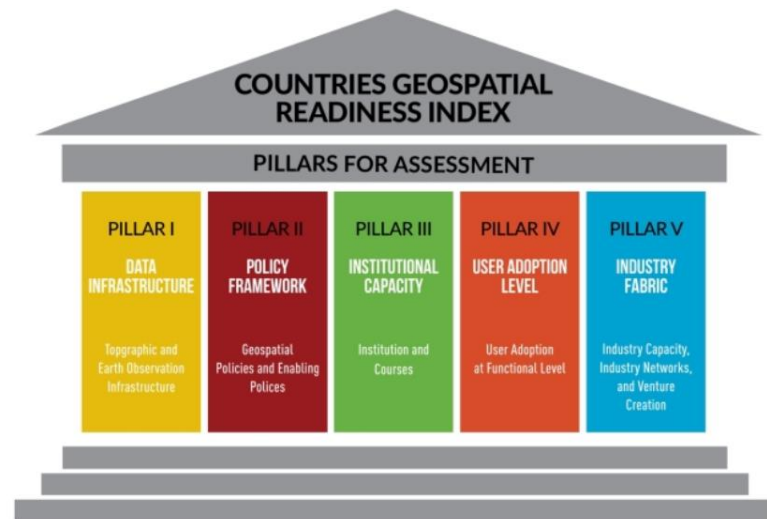 COUNTRIES GEOSPATIAL
READINESS INDEX
PILLARS FOR ASSESSMENT
PILLAR I
DATA
INFRASTRUCTURE
Topgraphic and
Earth Observation
Infrastructure
PILLAR II
POLICY
FRAMEWORK
Geospatial
Policies and Enabling
Polices
PILLAR III
INSTITUTIONAL
CAPACITY
Institution and
Courses
PILLAR IV
USER ADOPTION
LEVEL
User Adoption
at Functional Level
PILLAR V
INDUSTRY
FABRIC
Industry Capacity,
Industry Networks,
and Venture
Creation